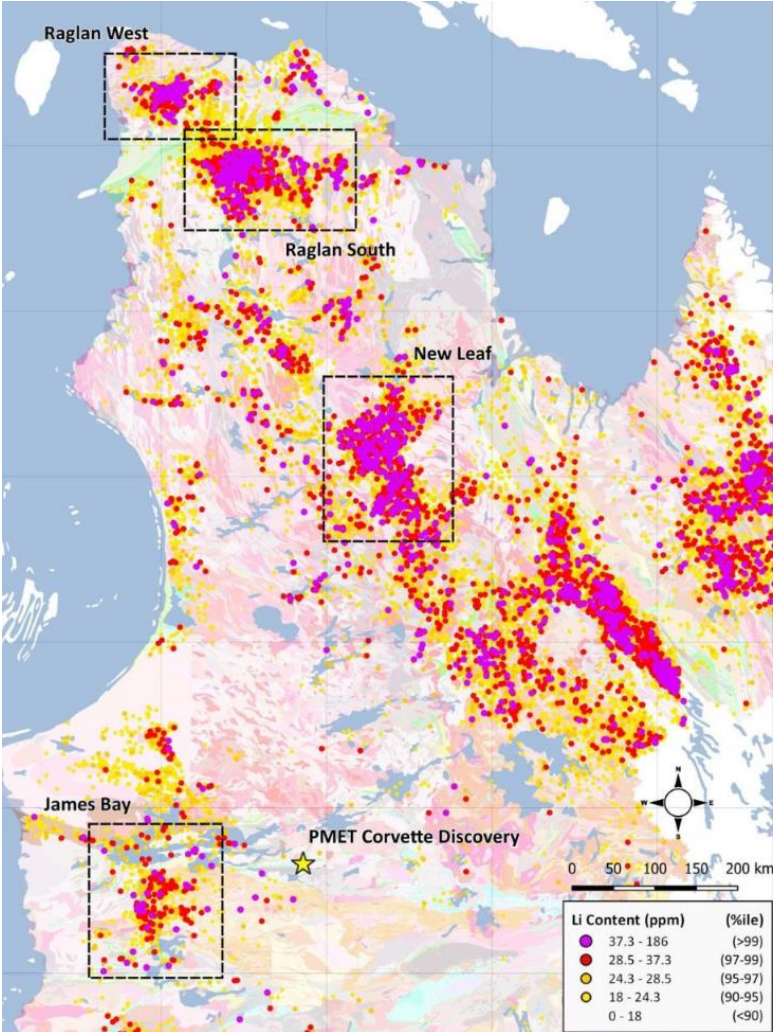 Raglan West
Raglan South
New Leaf
James Bay
PMET Corvette Discovery
N
W E
S
0 50 100 150 200 km
Li Content (ppm) (%ile)
37.3 - 186 (>99)
28.5 - 37.3 (97-99)
24.3 - 28.5 (95-97)
18 - 24.3 (90-95)
0 - 18 (<90)